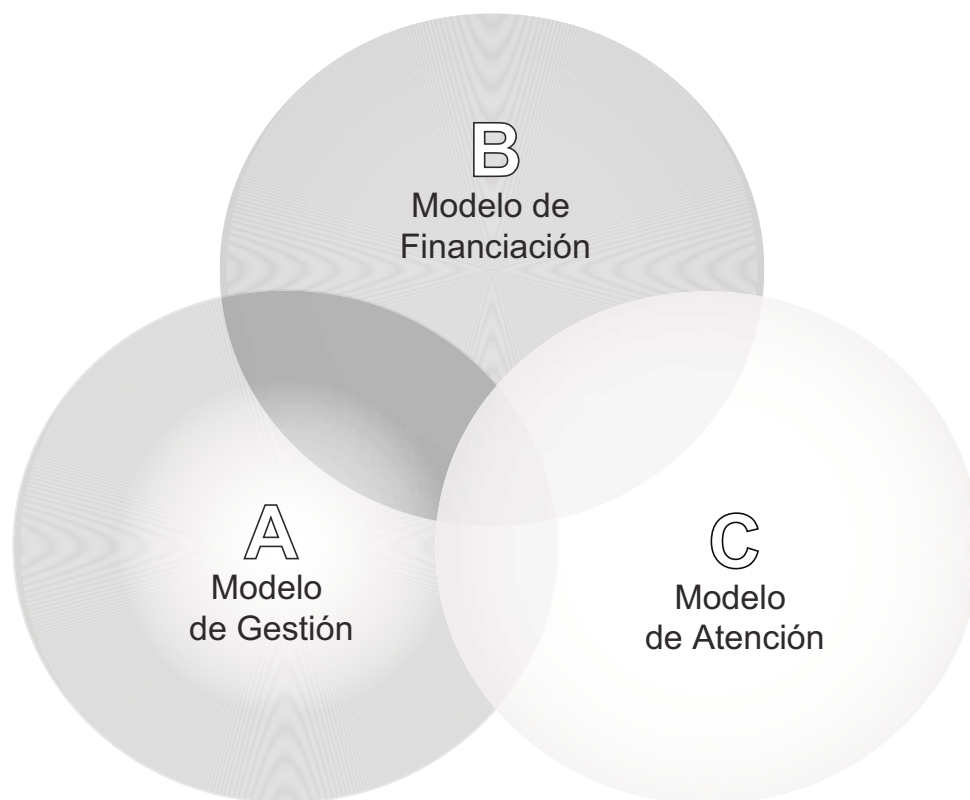 B
Modelo de
Financiación
A
Modelo
de Gestión
C
Modelo
de Atención